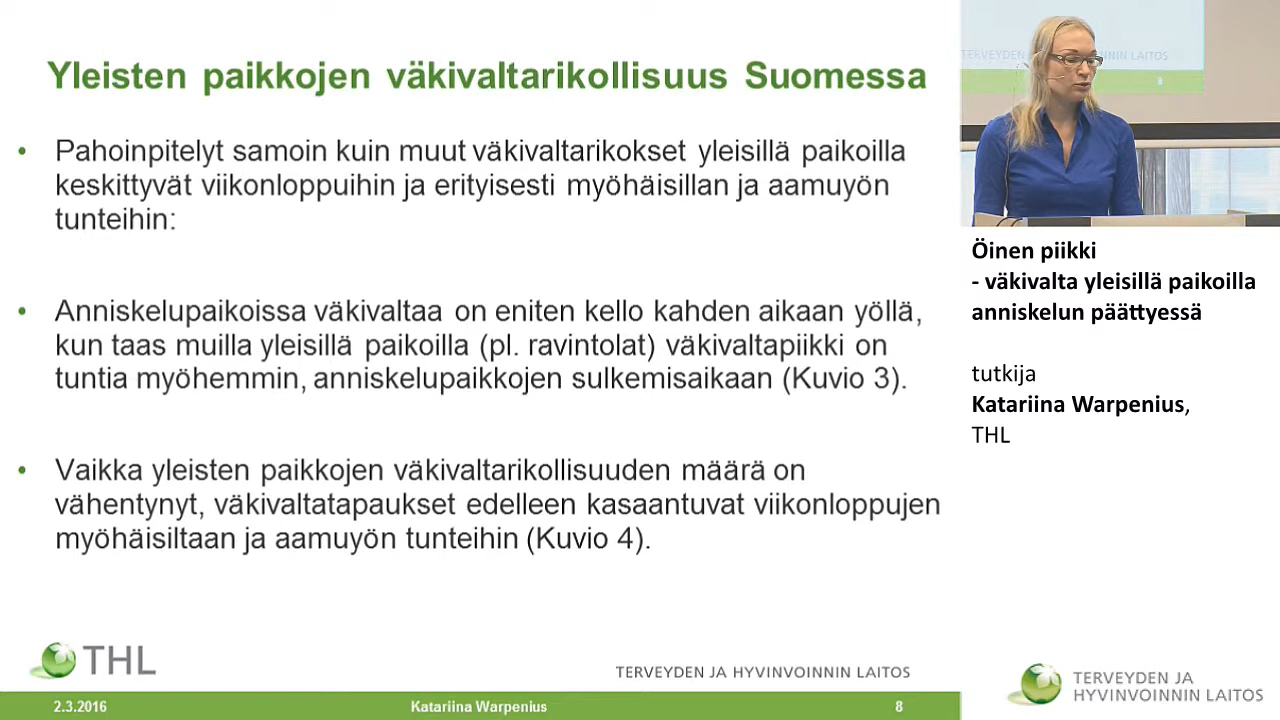 Yleisten paikkojen väkivaltarikollisuus Suomessa
• Pahoinpitelyt samoin kuin muut väkivaltarikokset yleisillä paikoilla
keskittyvät viikonloppuihin ja erityisesti myöhäisillan ja aamuyön
tunteihin:
• Anniskelupaikoissa väkivaltaa on eniten kello kahden aikaan yöllä,
kun taas muilla yleisillä paikoilla (pl. ravintolat) väkivaltapiikki on
tuntia myöhemmin, anniskelupaikkojen sulkemisaikaan (Kuvio 3).
• Vaikka yleisten paikkojen väkivaltarikollisuuden määrä on
vähentynyt, väkivaltatapaukset edelleen kasaantuvat viikonloppujen
myöhäisiltaan ja aamuyön tunteihin (Kuvio 4).
THL
TERVEYDEN JA HYVINVOINNIN LAITOS
2.3.2016
Katariina Warpenius
8
TERVEYDEN
NNIN LAITOS
8
Öinen piikki
- väkivalta yleisillä paikoilla
anniskelun päättyessä
tutkija
Katariina Warpenius,
THL
TERVEYDEN JA
HYVINVOINNIN LAITOS